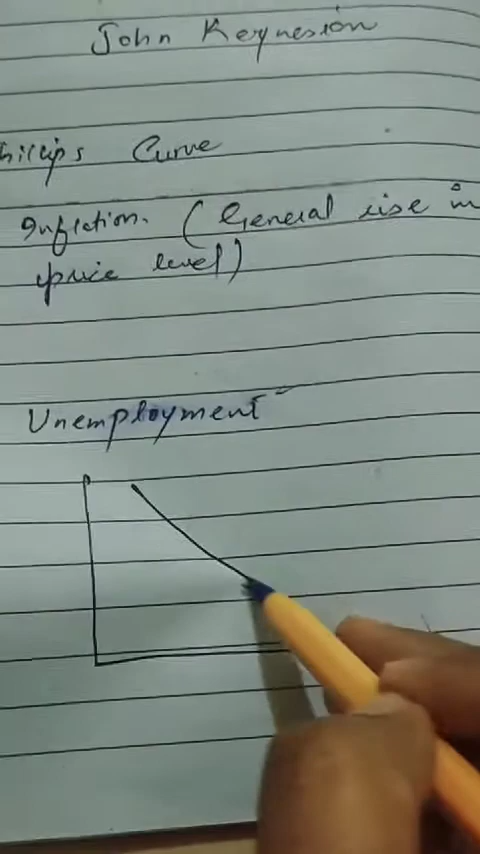 John Keynesion
hillips Curve
Inflation. (General rise in
price level)
Unemployment